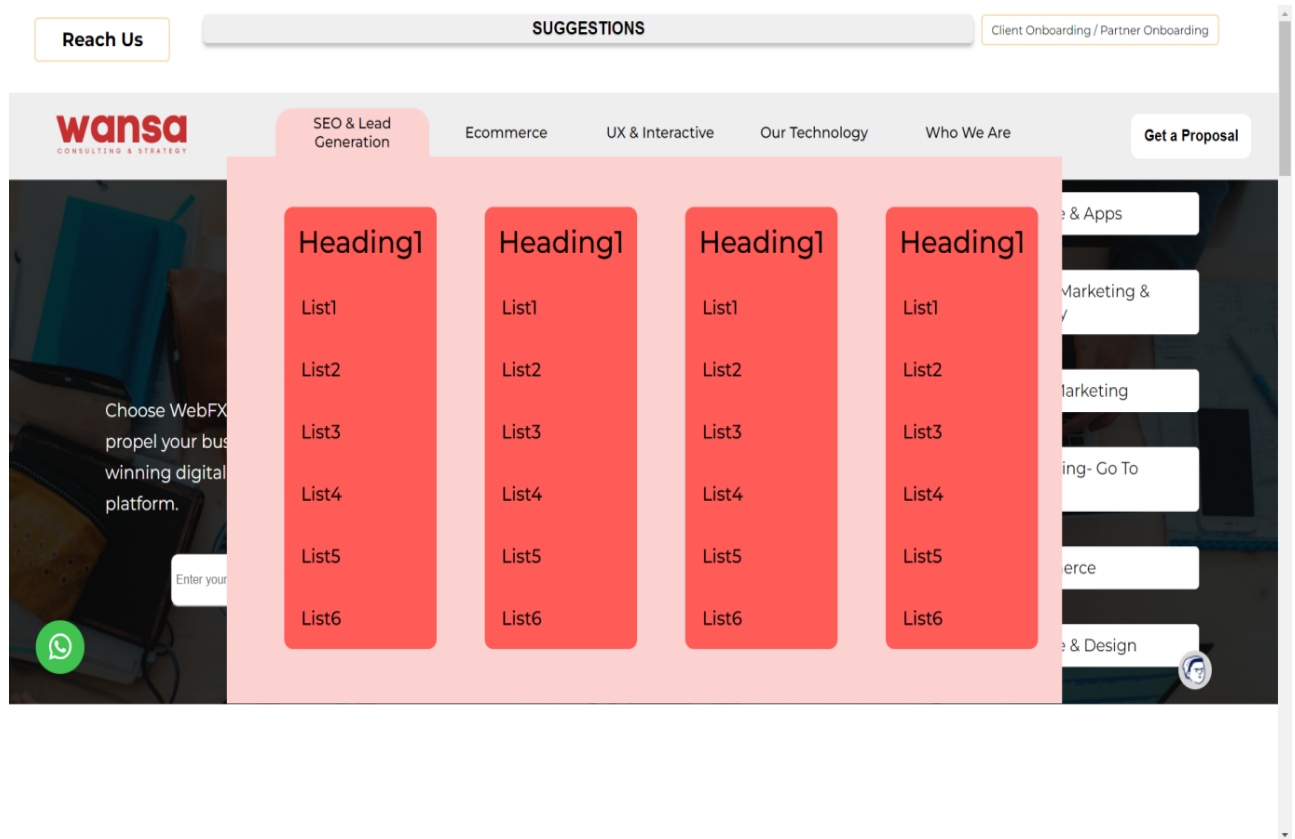 Reach Us
SUGGESTIONS
Client Onboarding / Partner Onboarding
wansa
CONSULTING & STRATEGY
SEO & Lead
Generation
Ecommerce
UX & Interactive
Our Technology
Who We Are
Get a Proposal
Heading1
List1
List2
List3
List4
List5
List6
Heading1
List1
List2
List3
List4
List5
List6
Heading1
List1
List2
List3
List4
List5
List6
Heading1
List1
List2
List3
List4
List5
List6
Choose WebFX
propel your bus
winning digital
platform.
Enter your
& Apps
Marketing &
Marketing
ing- Go To
erce
& Design